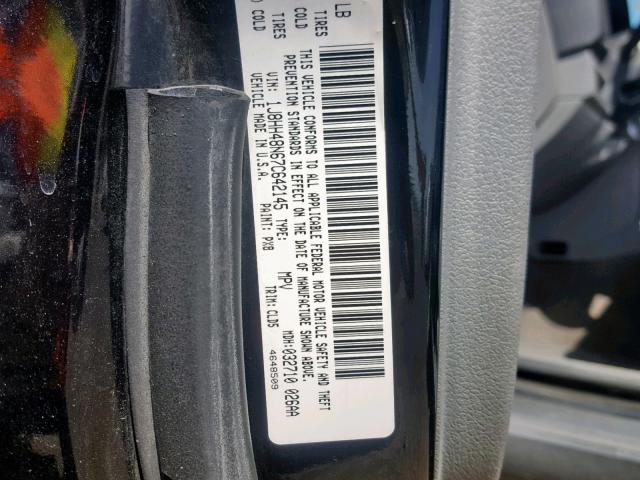 LB
TIRES COLD
TIRES ) COLD
THIS VEHICLE CONFORMS TO ALL APPLICABLE FEDERAL MOTOR VEHICLE SAFETY AND THEFT
PREVENTION STANDARDS IN EFFECT ON THE DATE OF MANUFACTURE SHOWN ABOVE.
VIN: 1J8HH48N67C642145 TYPE: MPV MDH:032710 026AA
VEHICLE MADE IN U.S.A. PAINT: PXB TRIM: CLD5 4648509